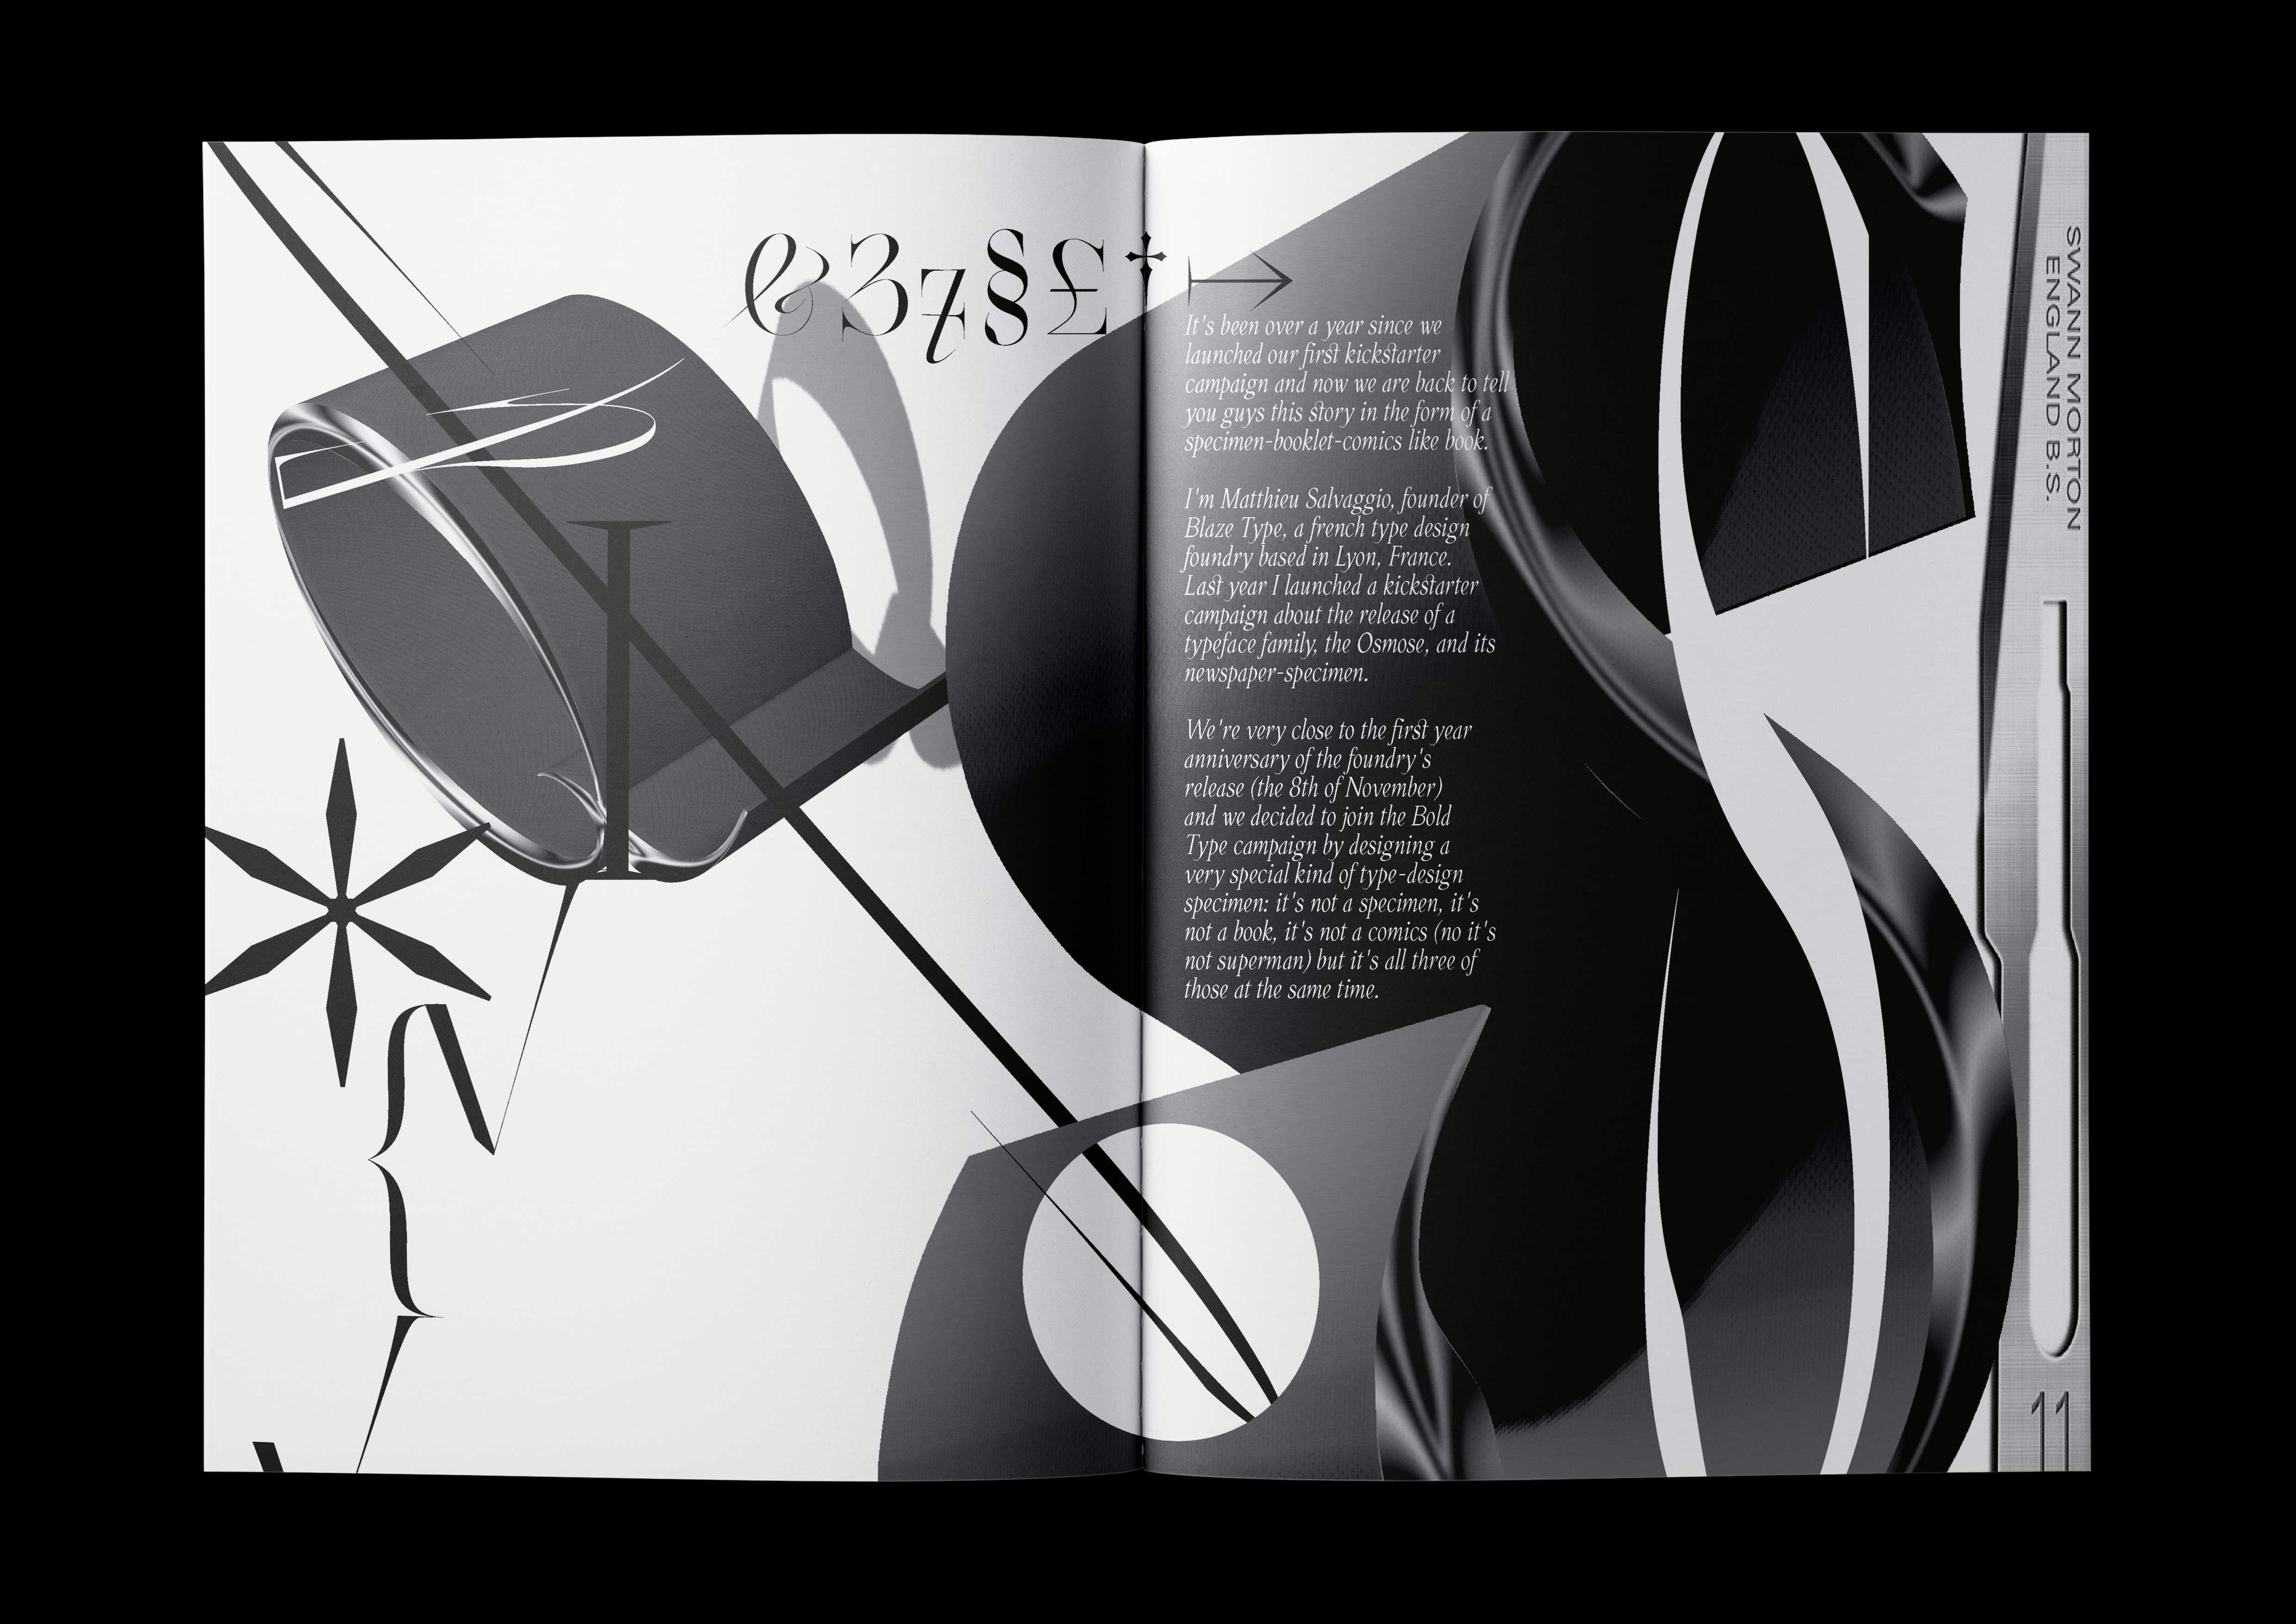 &37§£†→
It's been over a year since we
launched our first kickstarter
campaign and now we are back to tell
you guys this story in the form of a
specimen-booklet-comics like book.
I'm Matthieu Salvaggio, founder of
Blaze Type, a french type design
foundry based in Lyon, France.
Last year I launched a kickstarter
campaign about the release of a
typeface family, the Osmose, and its
newspaper-specimen.
We're very close to the first year
anniversary of the foundry's
release (the 8th of November)
and we decided to join the Bold
Type campaign by designing a
very special kind of type-design
specimen: it's not a specimen, it's
not a book, it's not a comics (no it's
not superman) but it's all three of
those at the same time.
SWANN MORTON
ENGLAND B.S.
11